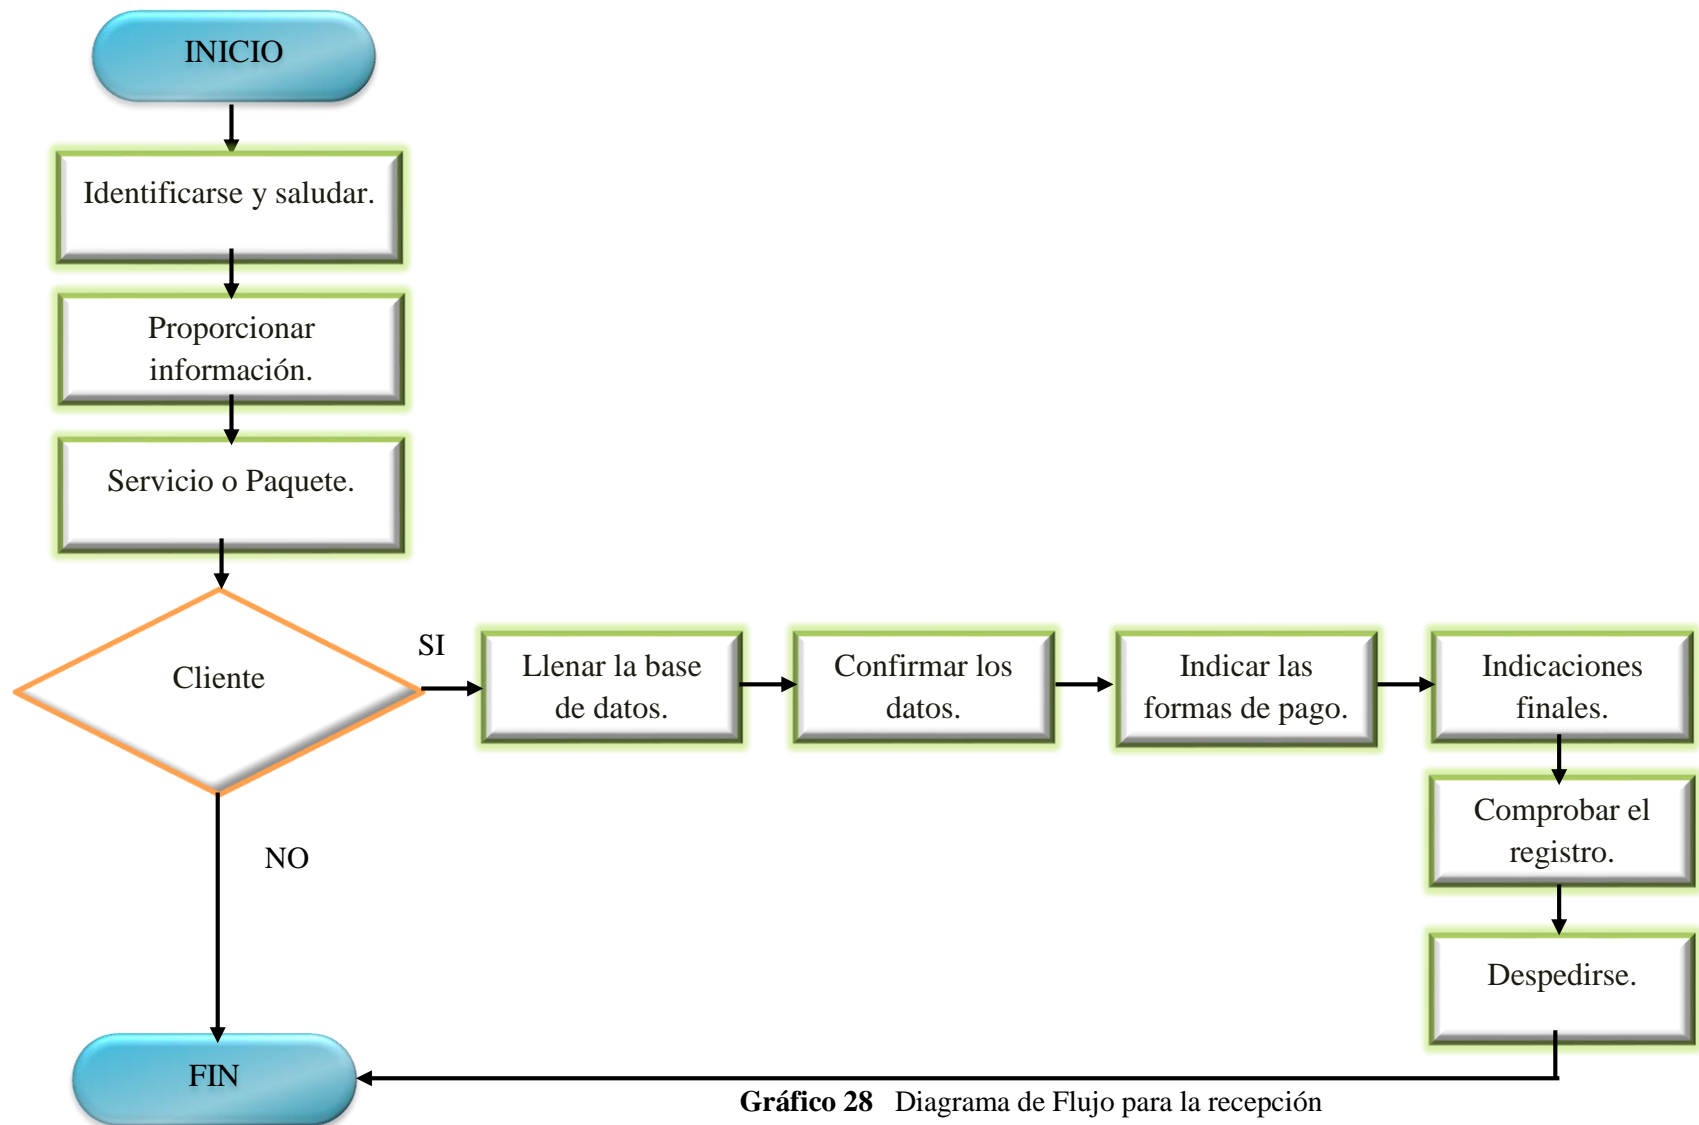 INICIO
Identificarse y saludar.
Proporcionar
información.
Servicio o Paquete.
Cliente
SI
Llenar la base
de datos.
Confirmar los
datos.
Indicar las
formas de pago.
Indicaciones
finales.
Comprobar el
registro.
Despedirse.
NO
FIN
Gráfico 28 Diagrama de Flujo para la recepción